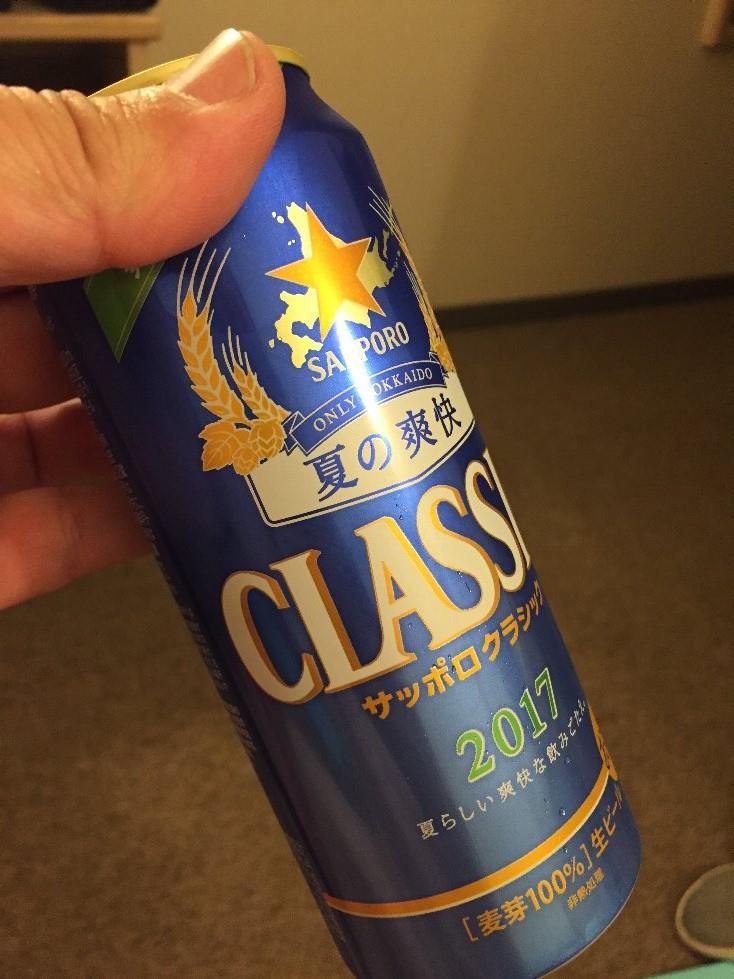 SAPPORO
ONLY HOKKAIDO
夏の爽快
CLASSI
サッポロクラシック
2017
夏らしい爽快な飲みごたえ。
[麦芽100%]生ビール
非熱処理